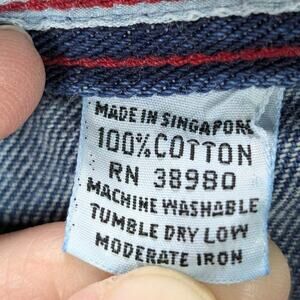 MADE IN SINGAPORE
100% COTTON
RN 38980
MACHINE WASHABLE
TUMBLE DRY LOW
MODERATE IRON